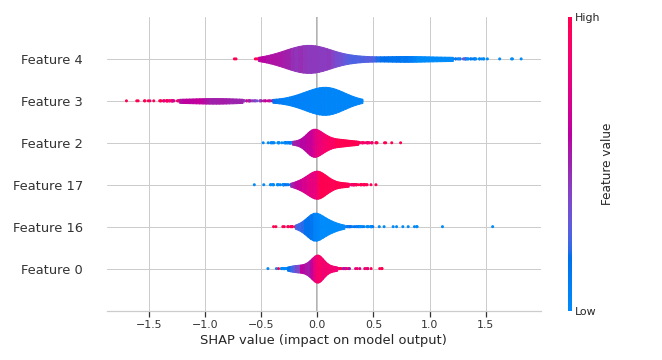 High
Feature 4
Feature 3
Feature 2
Feature 17
Feature 16
Feature 0
Feature value
Low
−1.5 −1.0 −0.5 0.0 0.5 1.0 1.5
SHAP value (impact on model output)